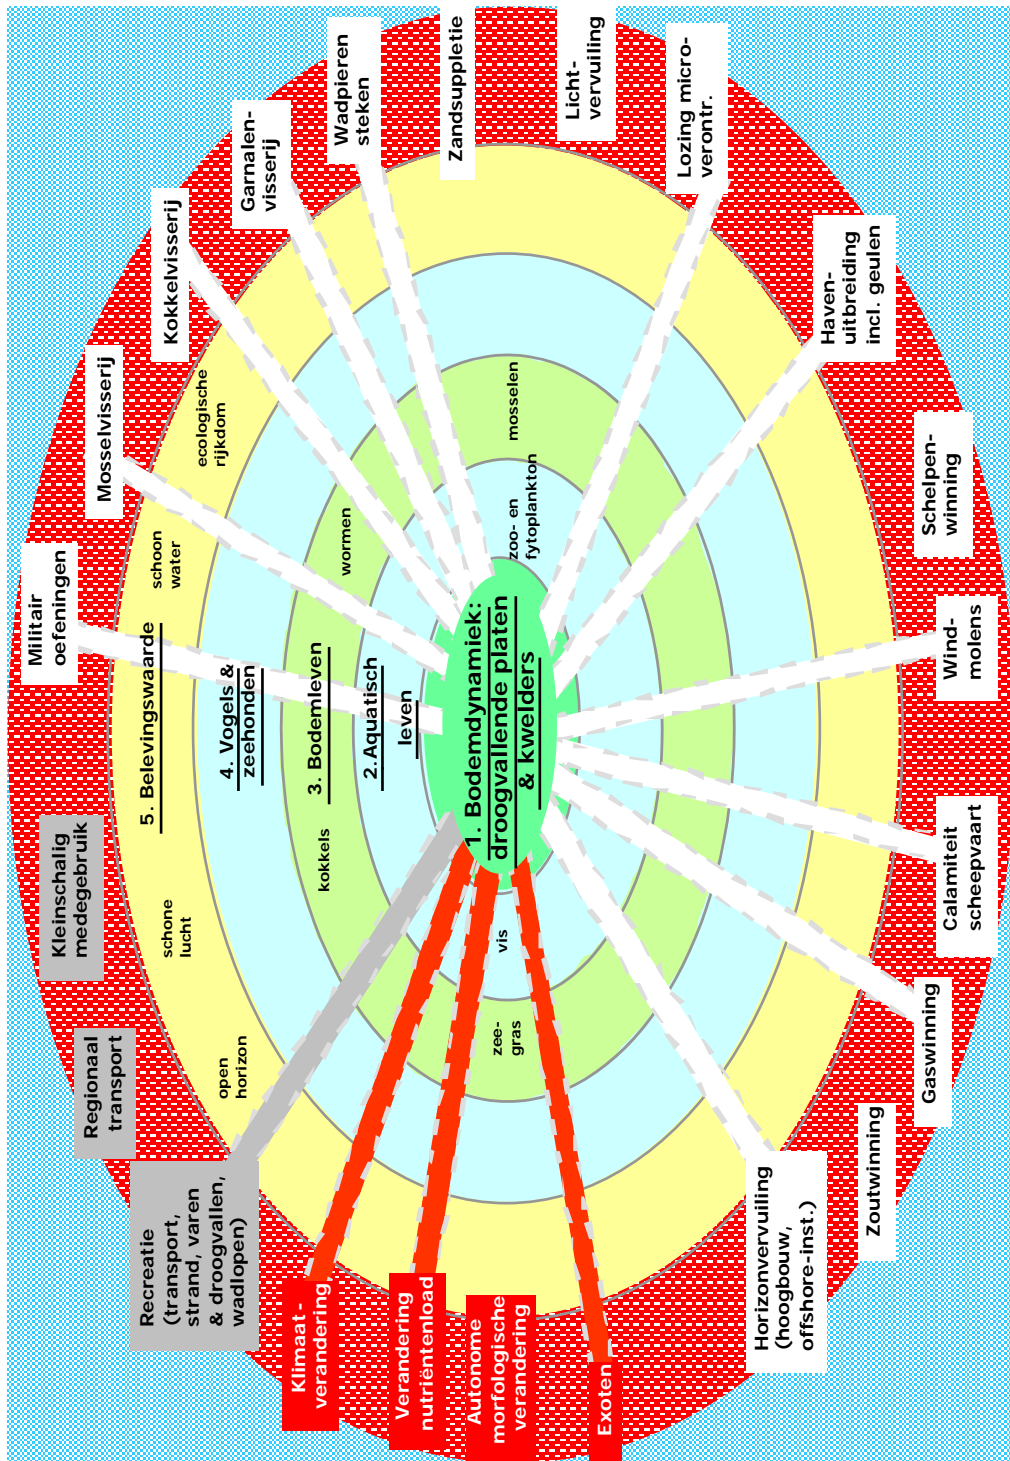 Militair
oefeningen
Mosselvisserij
Kokkelvisserij
Garnalen-
visserij
Wadpieren
steken
Zandsuppletie
Licht-
vervuiling
Lozing micro-
verontr.
Haven-
uitbreiding
incl. geulen
Schelpen-
winning
Wind-
molens
Calamiteit
scheepvaart
Gaswinning
Zoutwinning
Horizonvervuiling
(hoogbouw,
offshore-inst.)
Exoten
Autonome
morfologische
verandering
Verandering
nutriëntenload
Klimaat-
verandering
Recreatie
(transport,
strand, varen
& droogvallen,
wadlopen)
Regionaal
transport
Kleinschalig
medegebruik
5. Belevingswaarde
open
horizon
schone
lucht
schoon
water
ecologische
rijkdom
4. Vogels &
zeehonden
3. Bodemleven
kokkels
wormen
mosselen
zee-
gras
2.Aquatisch
leven
vis
zoo- en
fytoplankton
1. Bodemdynamiek:
droogvallende platen
& kwelders